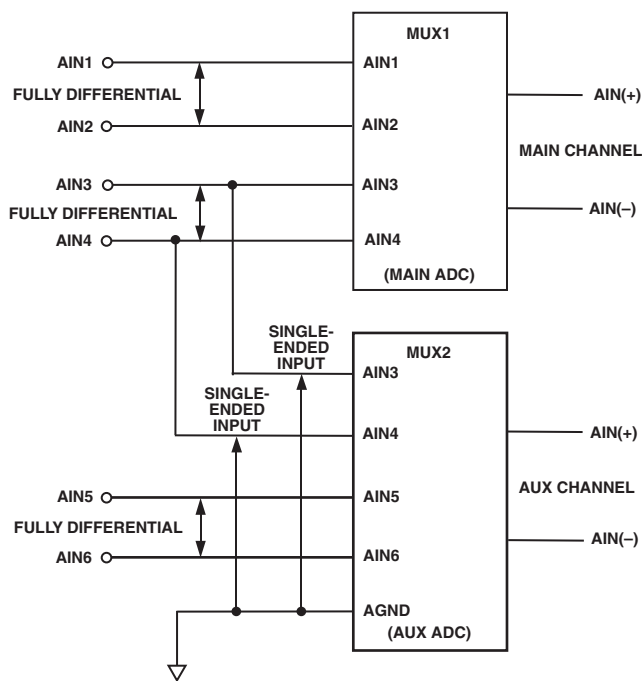 MUX1
AIN1
AIN1
FULLY DIFFERENTIAL
AIN(+)
AIN2
AIN2
MAIN CHANNEL
AIN3
AIN3
FULLY DIFFERENTIAL
AIN(–)
AIN4
AIN4
(MAIN ADC)
SINGLE-
ENDED
INPUT
MUX2
AIN3
SINGLE-
ENDED
INPUT
AIN4
AIN(+)
AIN5
AIN5
AUX CHANNEL
FULLY DIFFERENTIAL
AIN(–)
AIN6
AIN6
AGND
(AUX ADC)